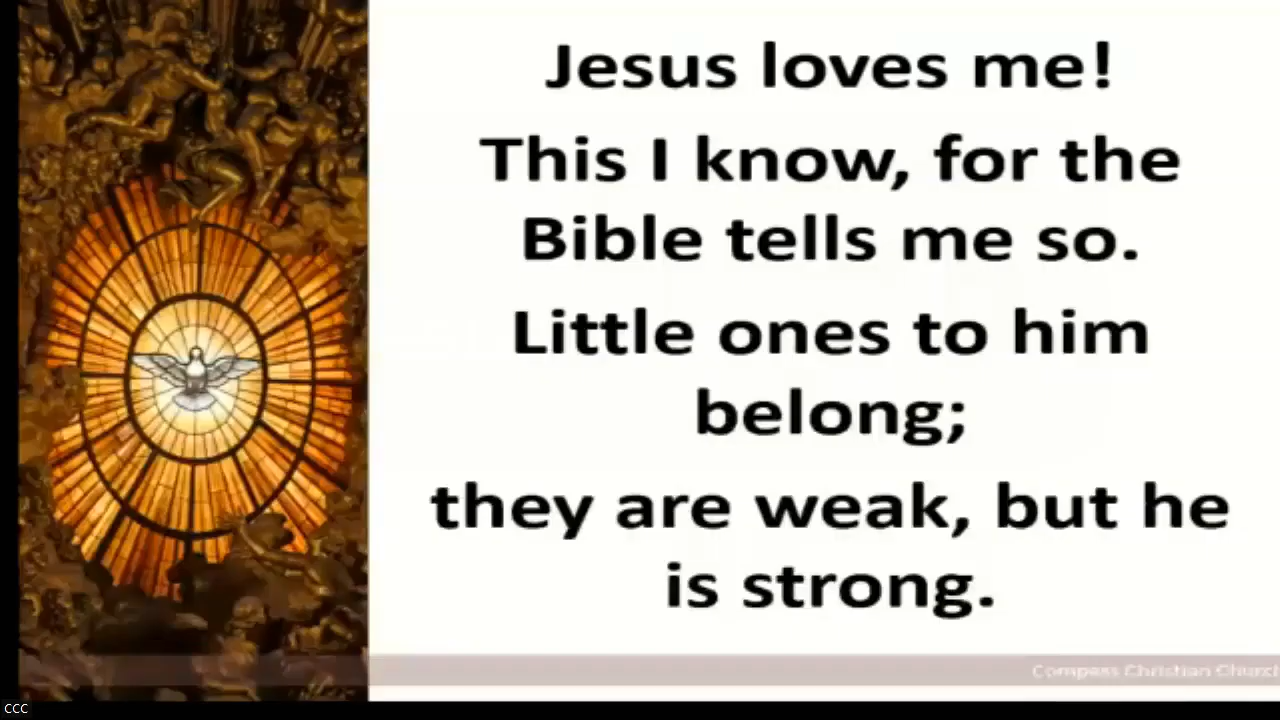 Jesus loves me!
This I know, for the
Bible tells me so.
Little ones to him
belong;
they are weak, but he
is strong.
Compass Christian Church
CCC